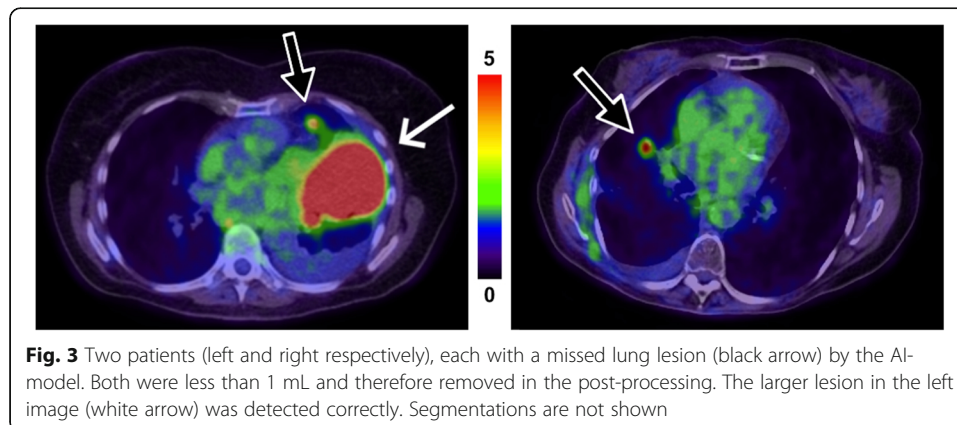 5
0
Fig. 3 Two patients (left and right respectively), each with a missed lung lesion (black arrow) by the AI-
model. Both were less than 1 mL and therefore removed in the post-processing. The larger lesion in the left
image (white arrow) was detected correctly. Segmentations are not shown